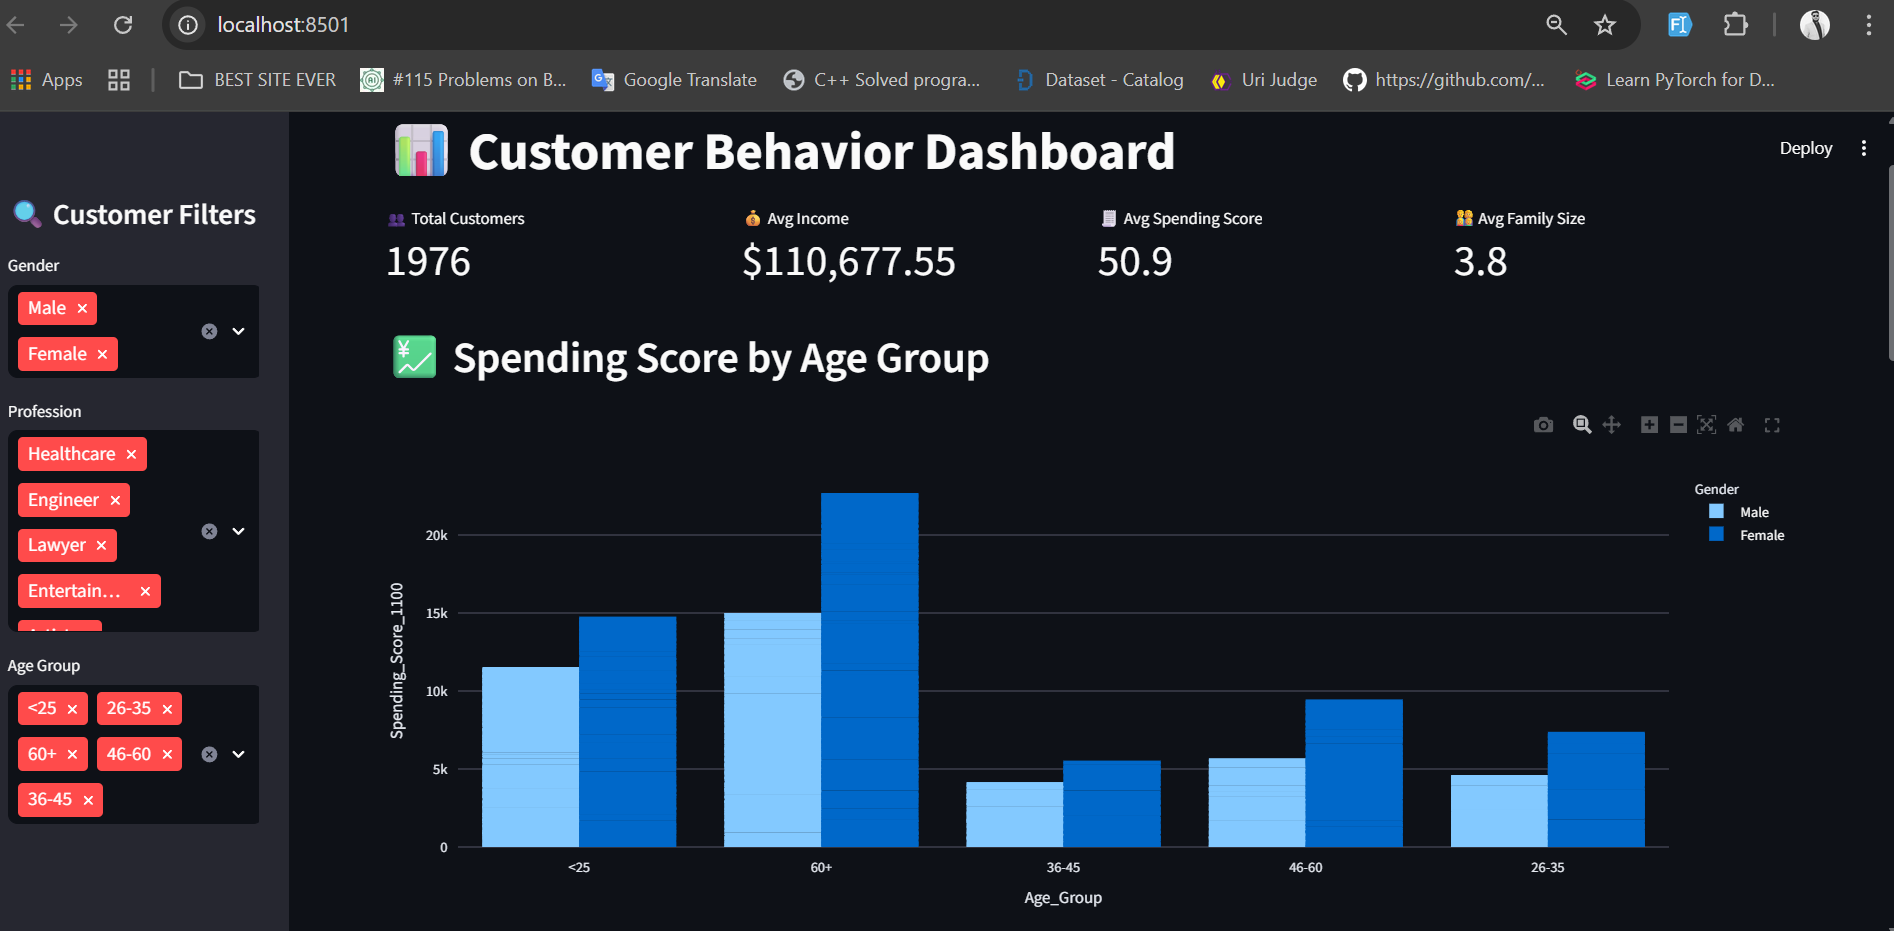 localhost:8501
Apps
BEST SITE EVER
#115 Problems on B...
Google Translate
C++ Solved progra...
Dataset - Catalog
Uri Judge
https://github.com/...
Learn PyTorch for D...
Customer Filters
Gender
Male
Female
Profession
Healthcare
Engineer
Lawyer
Entertain...
Age Group
<25 26-35
60+ 46-60
36-45
Deploy
Customer Behavior Dashboard
Total Customers
1976
Avg Income
$110,677.55
Avg Spending Score
50.9
Avg Family Size
3.8
Spending Score by Age Group
Gender
Male
Female
Spending_Score_1100
20k
15k
10k
5k
0
<25 60+ 36-45 46-60 26-35
Age_Group